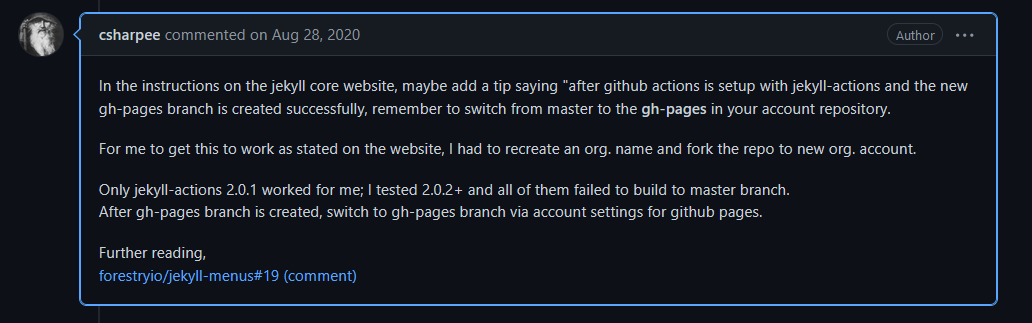 csharpee commented on Aug 28, 2020
Author
In the instructions on the jekyll core website, maybe add a tip saying "after github actions is setup with jekyll-actions and the new
gh-pages branch is created successfully, remember to switch from master to the gh-pages in your account repository.
For me to get this to work as stated on the website, I had to recreate an org. name and fork the repo to new org. account.
Only jekyll-actions 2.0.1 worked for me; I tested 2.0.2+ and all of them failed to build to master branch.
After gh-pages branch is created, switch to gh-pages branch via account settings for github pages.
Further reading,
forestryio/jekyll-menus#19 (comment)